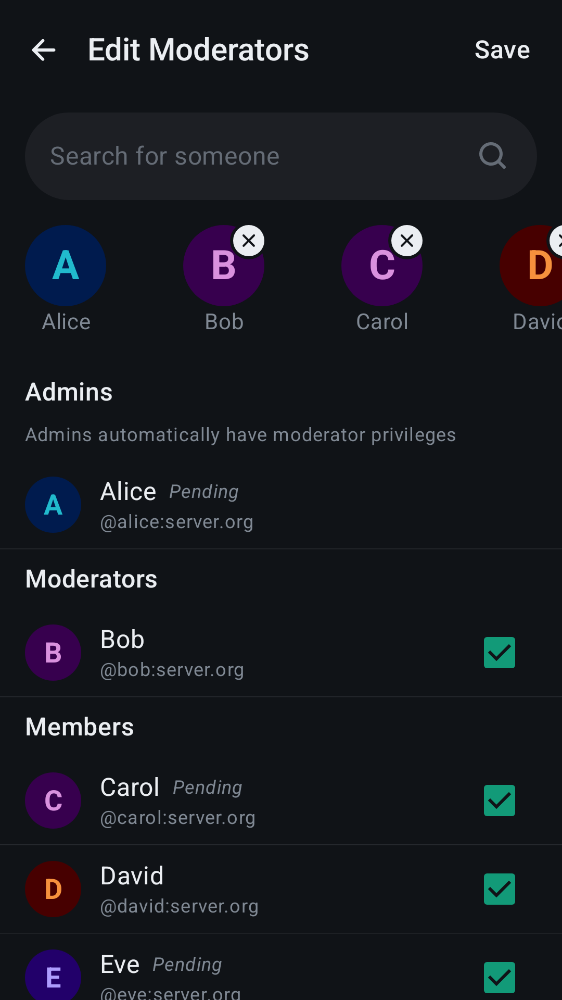 Edit Moderators
Save
Search for someone
A
B
C
D
Alice
Bob
Carol
Davi
Admins
Admins automatically have moderator privileges
A
Alice Pending
@alice:server.org
Moderators
B
Bob
@bob:server.org
Members
C
Carol Pending
@carol:server.org
D
David
@david:server.org
E
Eve Pending
@eve:server.org